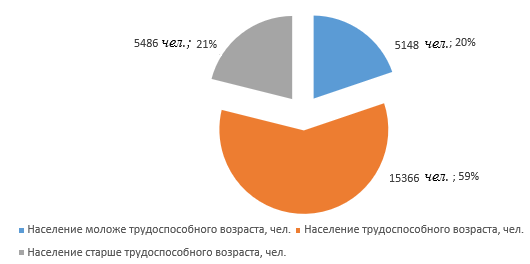 5486 чел.; 21%
5148 чел.; 20%
15366 чел. ; 59%
Население моложе трудоспособного возраста, чел.
Население трудоспособного возраста, чел.
Население старше трудоспособного возраста, чел.